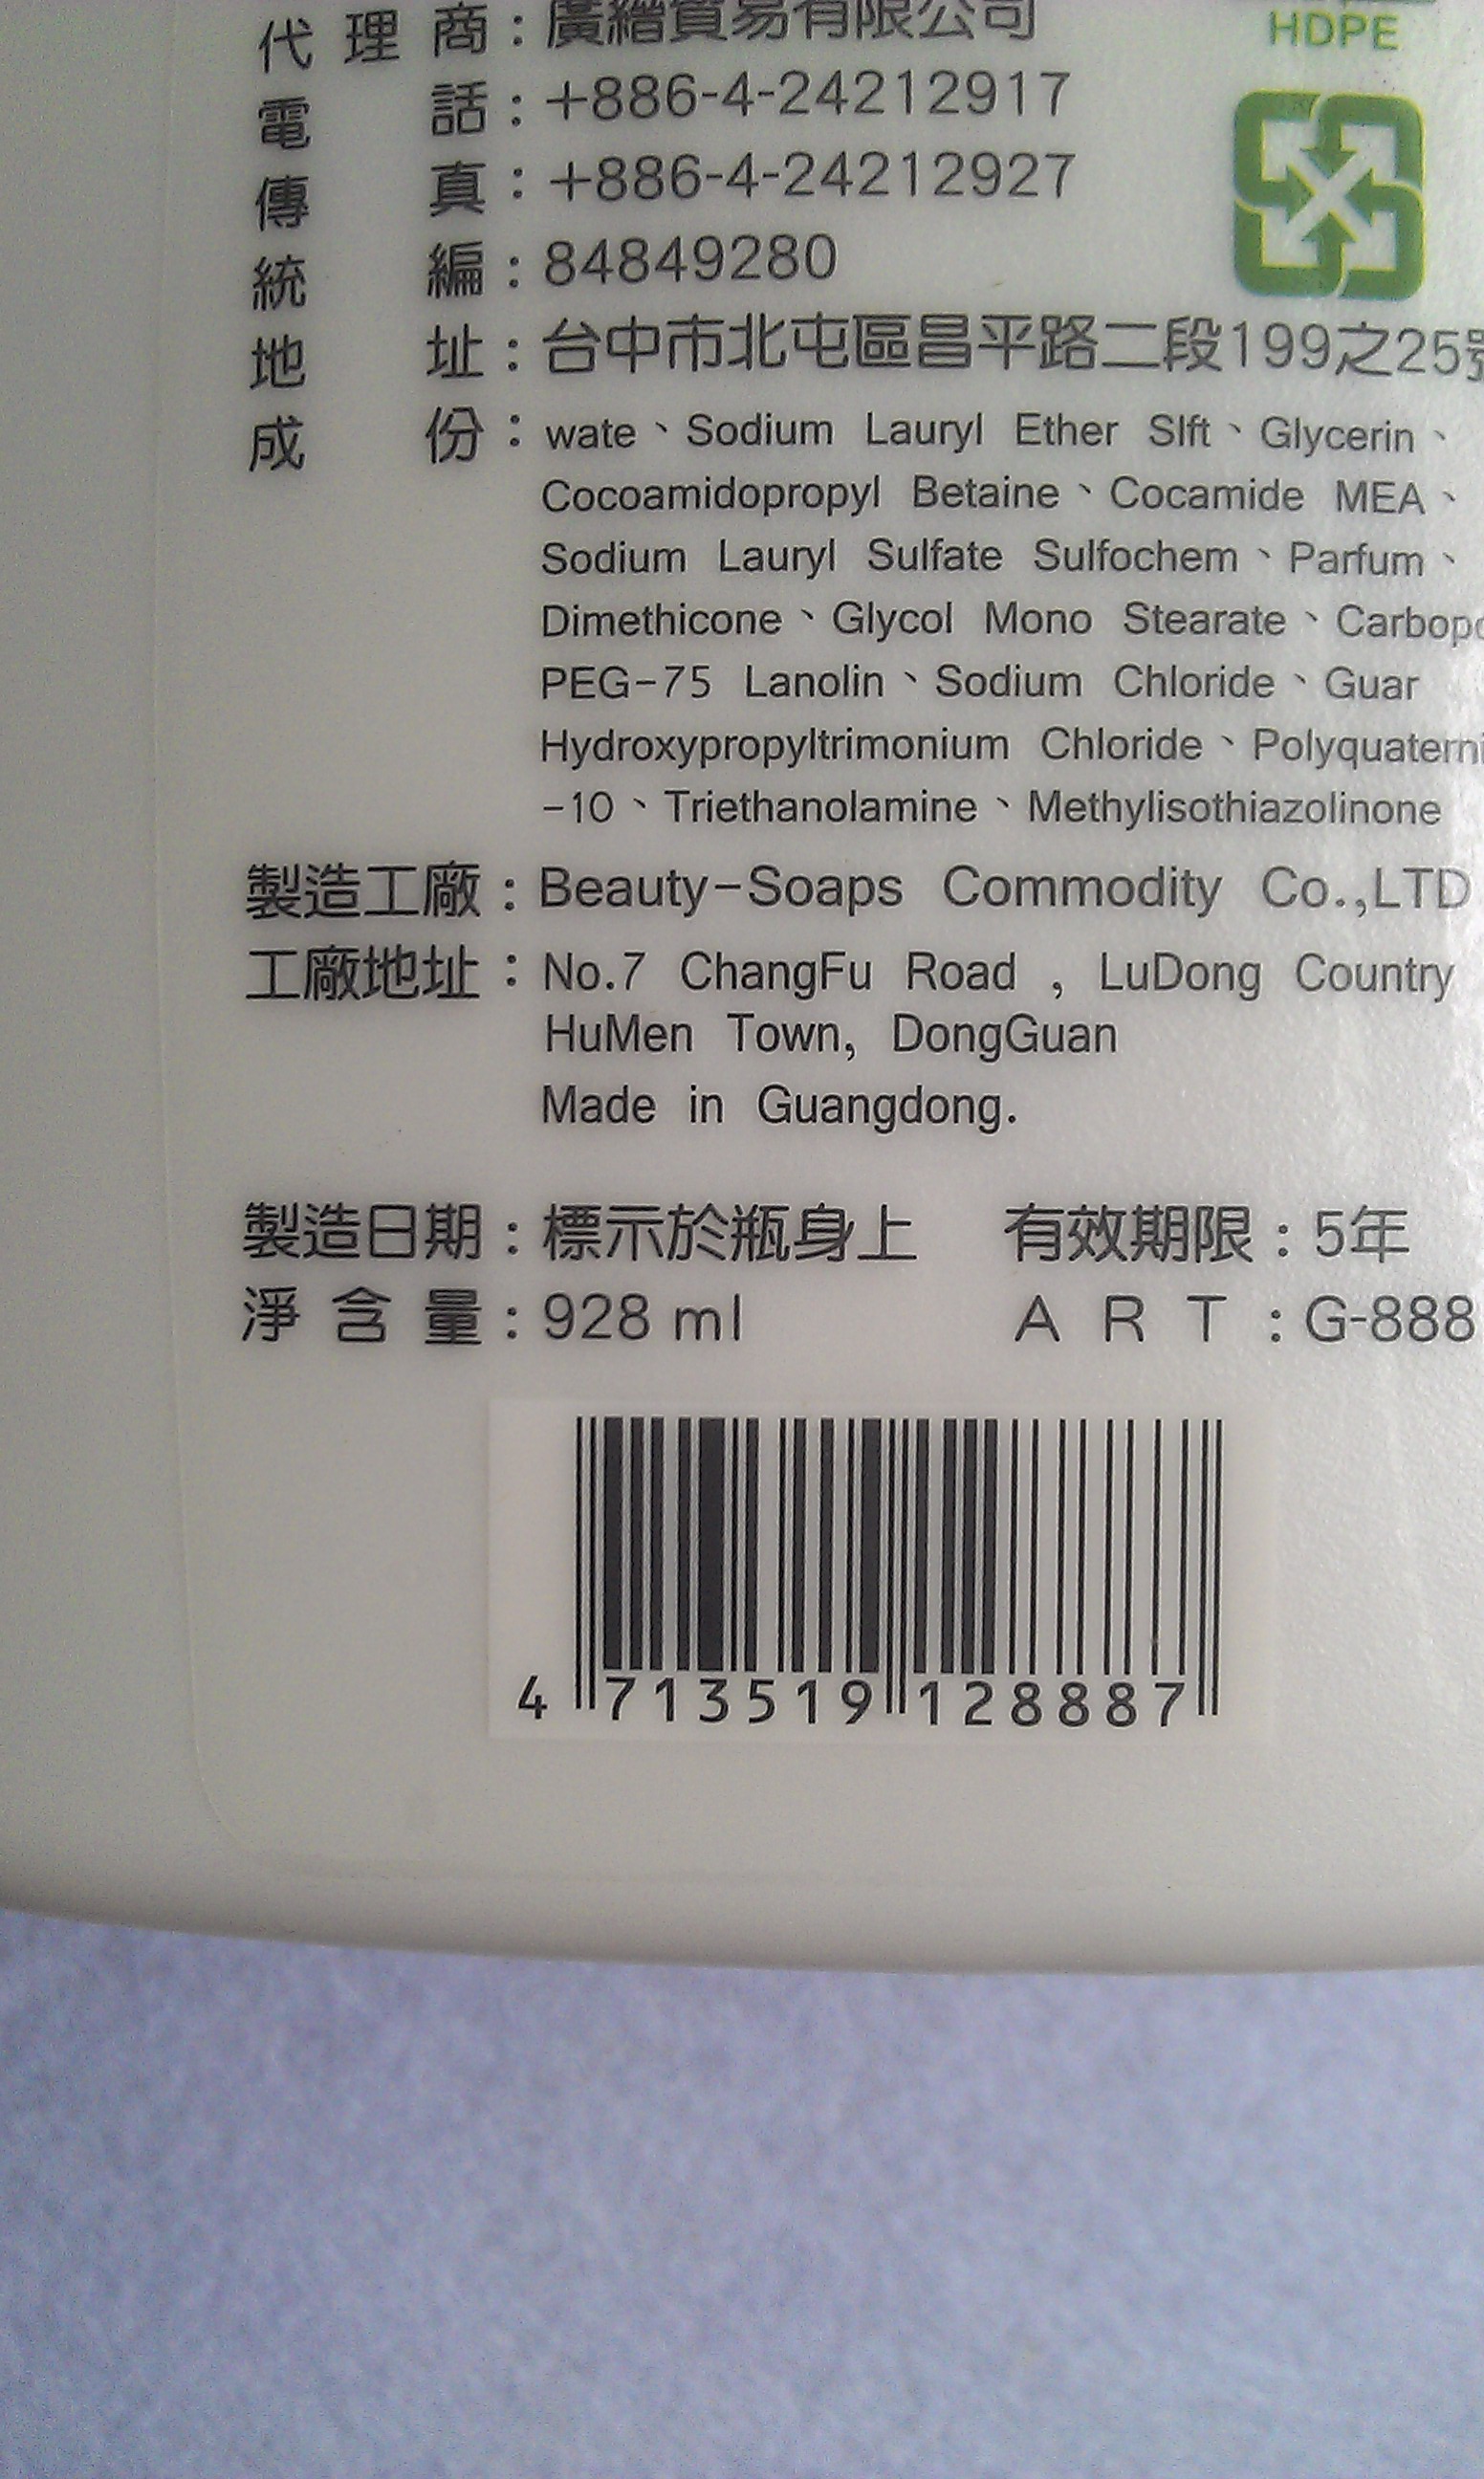 代理商：廣繒貿易有限公司
HDPE
電話：+886-4-24212917
傳真：+886-4-24212927
統編：84849280
地址：台中市北屯區昌平路二段199之25號
成份：wate、Sodium Lauryl Ether Slft、Glycerin、
Cocoamidopropyl Betaine、Cocamide MEA、
Sodium Lauryl Sulfate Sulfochem、Parfum、
Dimethicone、Glycol Mono Stearate、
PEG-75 Lanolin、Sodium Chloride、Guar
Hydroxypropyltrimonium Chloride、
-10、Triethanolamine、Methylisothiazolinone
製造工廠：Beauty-Soaps Commodity Co.,LTD
工廠地址：No.7 ChangFu Road , LuDong Country
HuMen Town, DongGuan
Made in Guangdong.
製造日期：標示於瓶身上 有效期限：5年
淨含量：928 ml ART：G-888
4 713519 128887